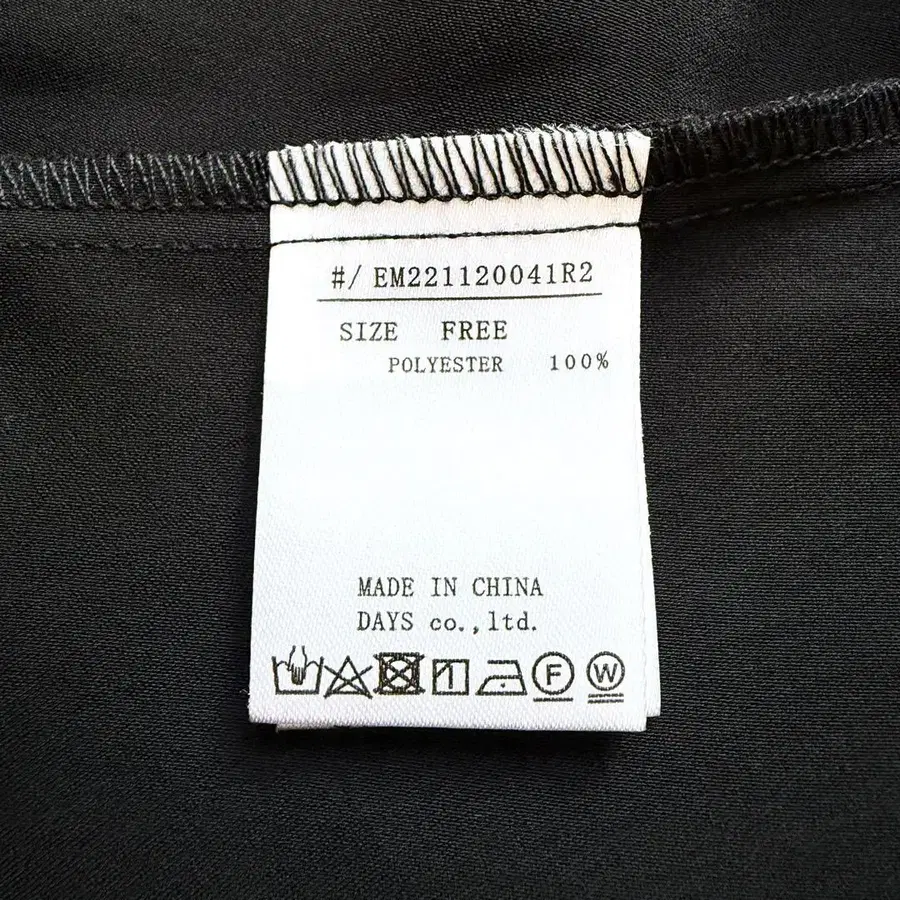 #/ EM221120041R2
SIZE FREE
POLYESTER 100%
MADE IN CHINA
DAYS co.,ltd.
F W